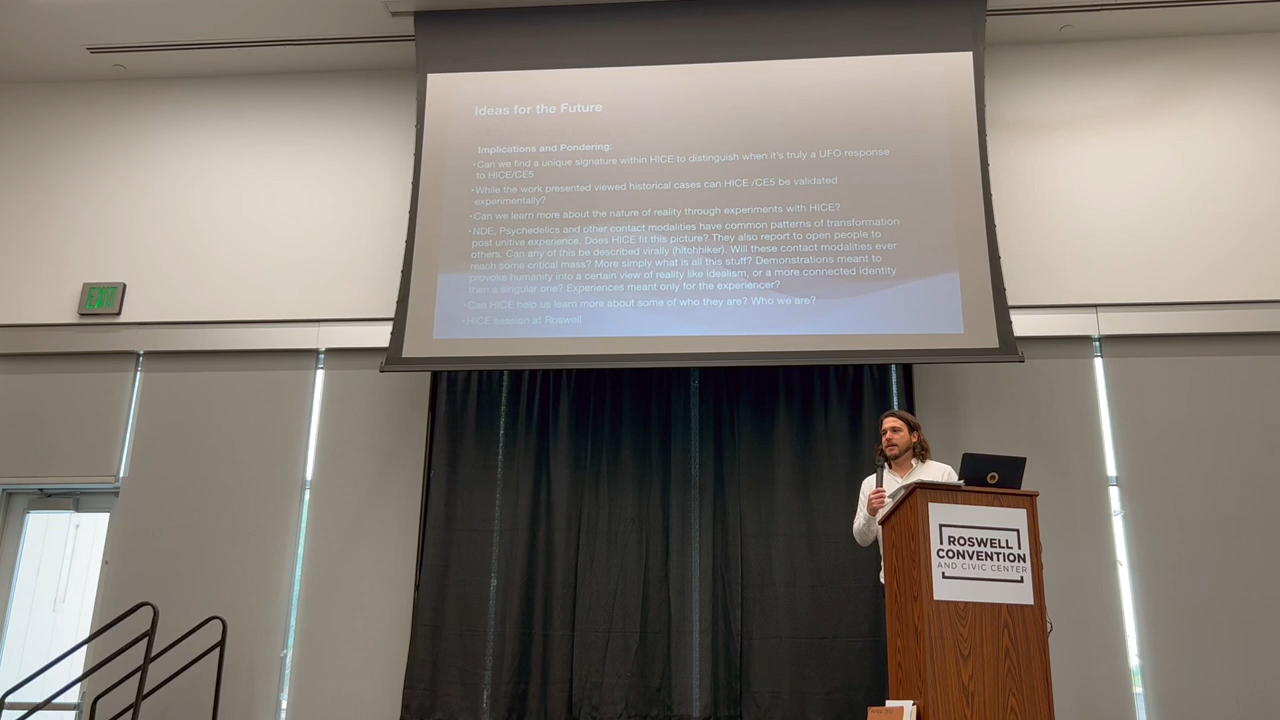 Ideas for the Future
Implications and Pondering:
•Can we find a unique signature within HICE to distinguish when it's truly a UFO response
to HICE/CE5
•While the work presented viewed historical cases can HICE /CE5 be validated
experimentally?
•Can we learn more about the nature of reality through experiments with HICE?
•NDE, Psychedelics and other contact modalities have common patterns of transformation
post unitive experience. Does HICE fit this picture? They also report to open people to
others. Can any of this be described virally (hitchhiker). Will these contact modalities ever
reach some critical mass? More simply what is all this stuff? Demonstrations meant to
provoke humanity into a certain view of reality like idealism, or a more connected identity
then a singular one? Experiences meant only for the experiencer?
•Can HICE help us learn more about some of who they are? Who we are?
•HICE session at Roswell
EXIT
ROSWELL
CONVENTION
AND CIVIC CENTER